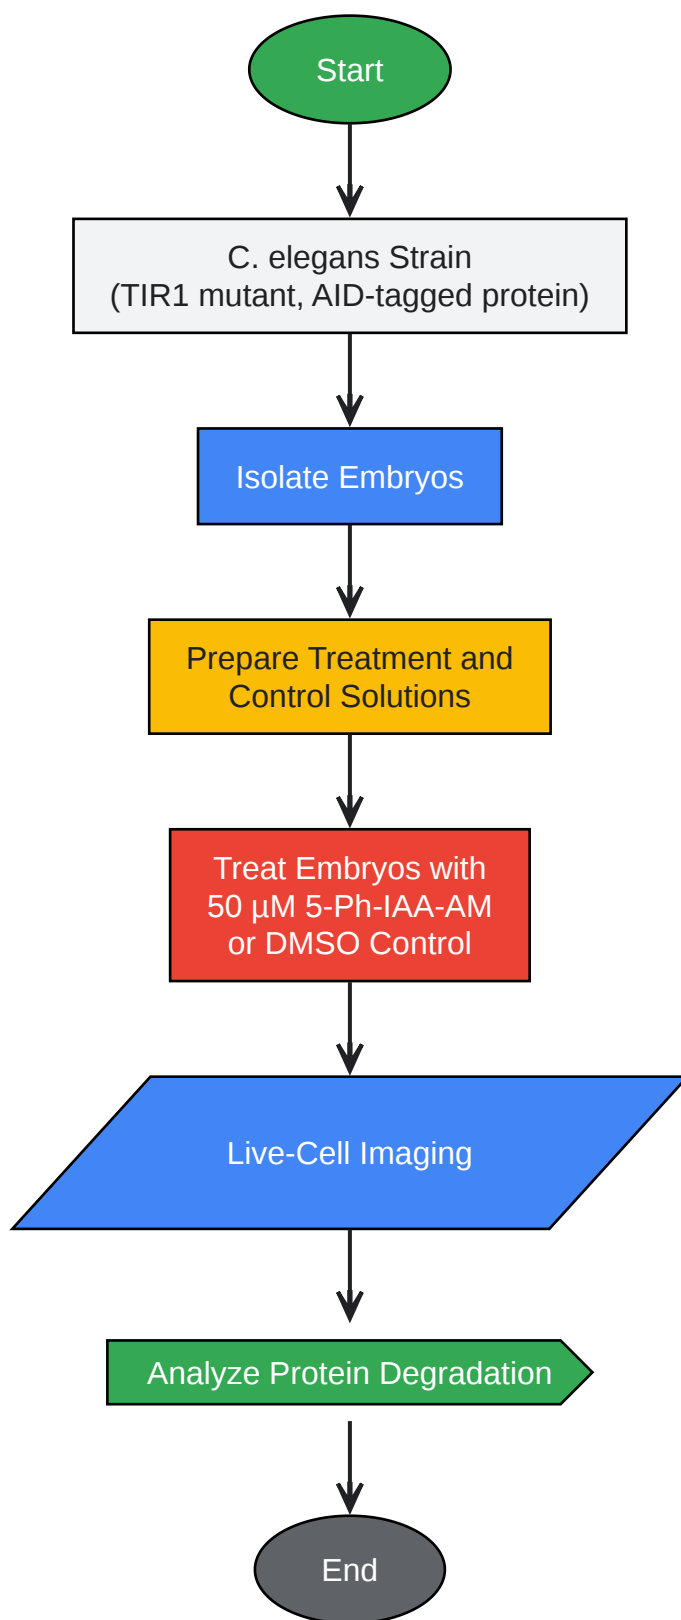 Start
C. elegans Strain
(TIR1 mutant, AID-tagged protein)
Isolate Embryos
Prepare Treatment and
Control Solutions
Treat Embryos with
50 µM 5-Ph-IAA-AM
or DMSO Control
Live-Cell Imaging
Analyze Protein Degradation
End